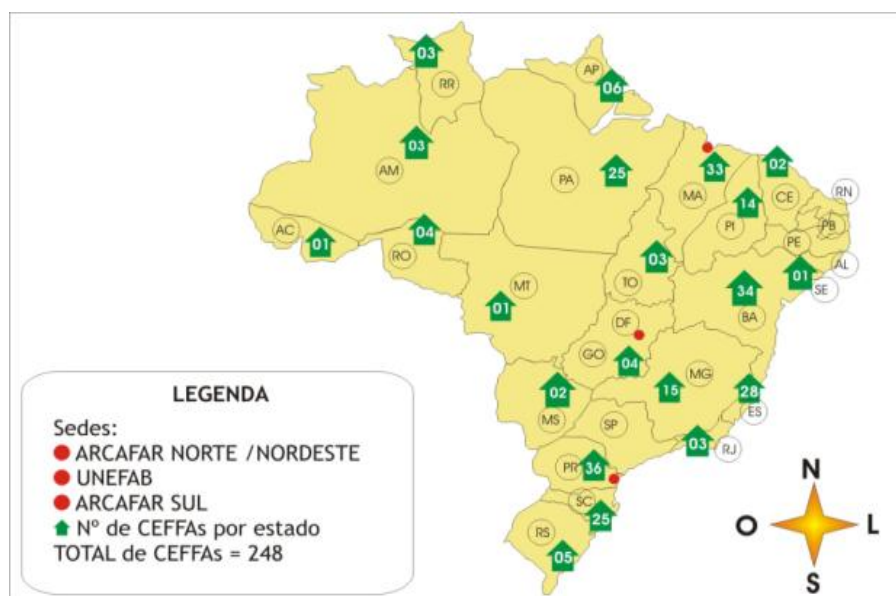 03
RR
AP
06
03
AM
PA
25
33
MA
02
CE
RN
14
PI
PB
PE
AC
01
04
RO
03
TO
01
AL
SE
MT
01
34
BA
DF
GO
04
MG
15
28
ES
02
MS
SP
03
RJ
PR
36
SC
25
RS
05
LEGENDA
Sedes:
ARCAFAR NORTE /NORDESTE
UNEFAB
ARCAFAR SUL
Nº de CEFFAs por estado
TOTAL de CEFFAs = 248
N
O
L
S